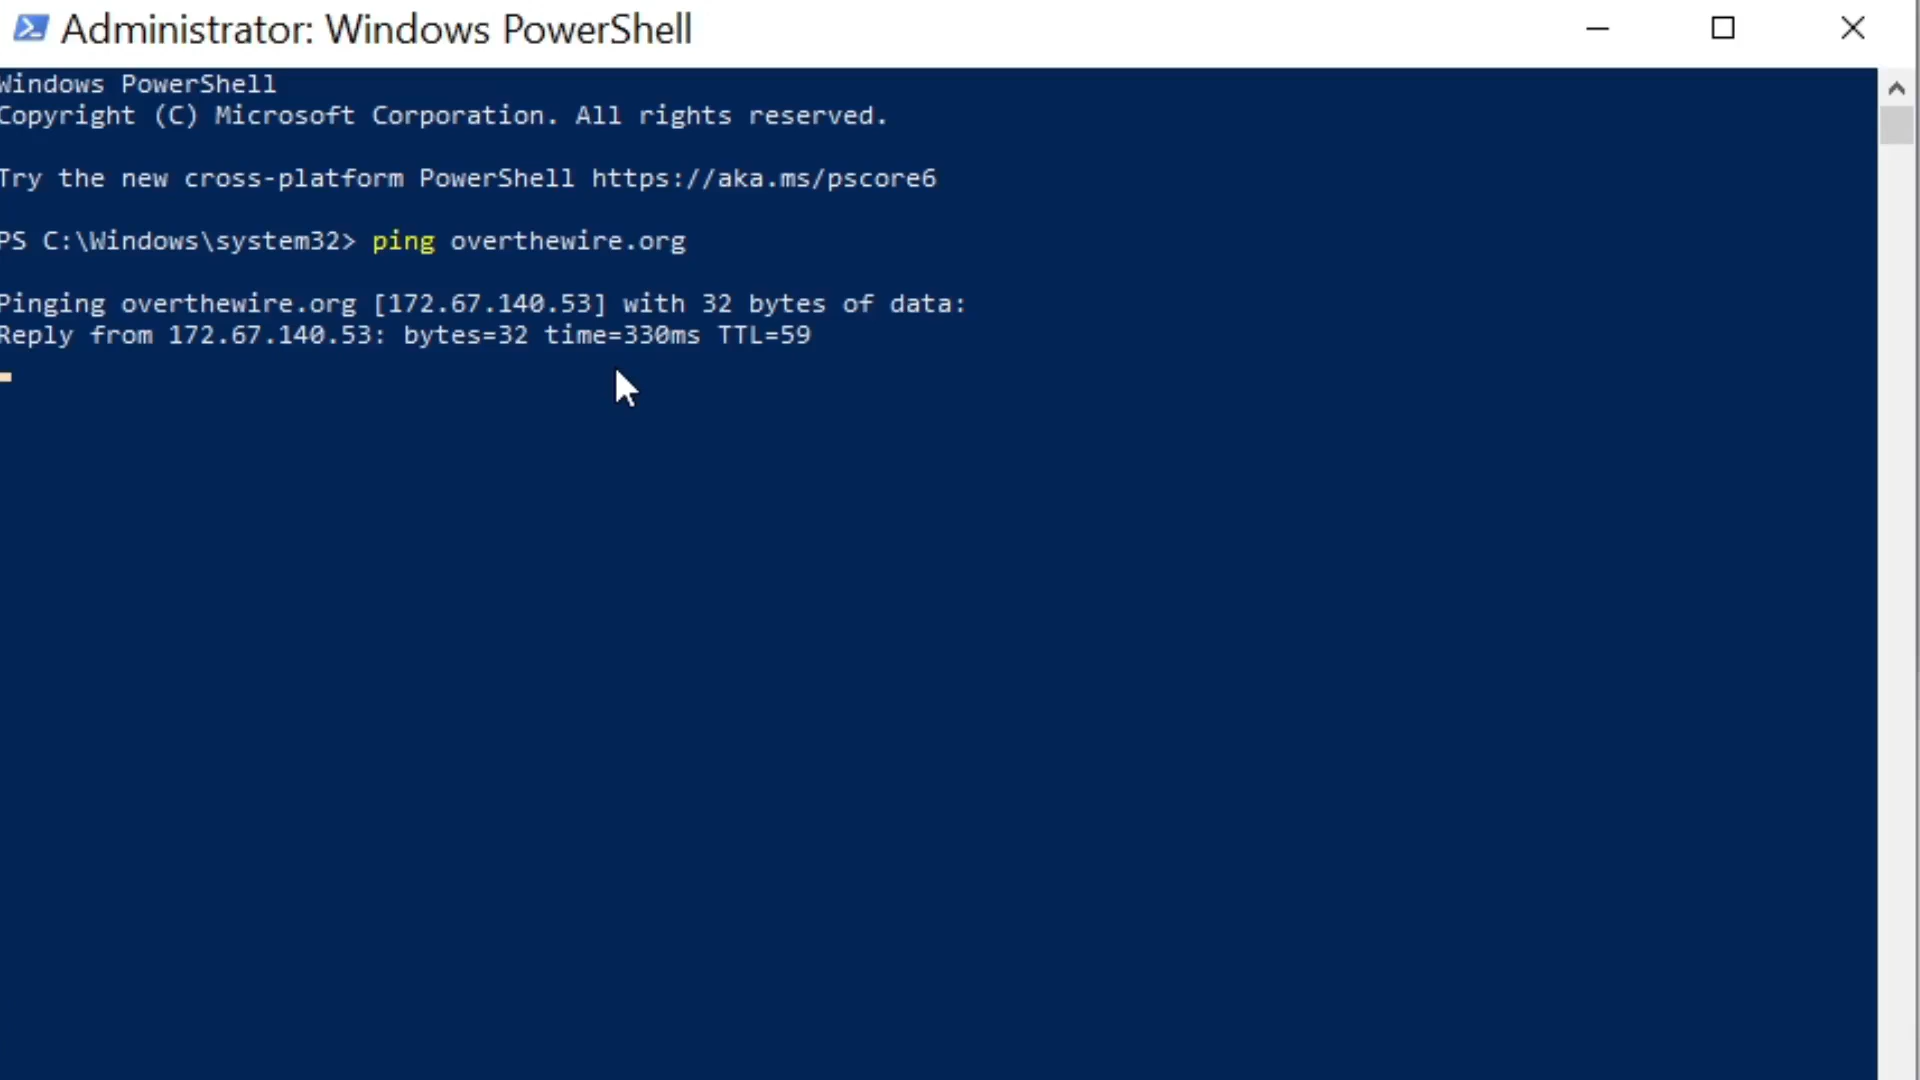 Administrator: Windows PowerShell
Windows PowerShell
Copyright (C) Microsoft Corporation. All rights reserved.
Try the new cross-platform PowerShell https://aka.ms/pscore6
PS C:\Windows\system32> ping overthewire.org
Pinging overthewire.org [172.67.140.53] with 32 bytes of data:
Reply from 172.67.140.53: bytes=32 time=330ms TTL=59